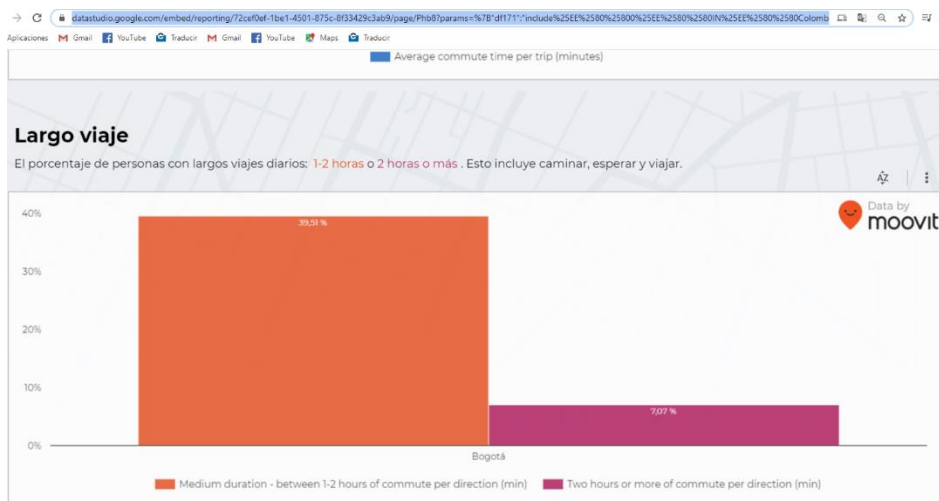 datastudio.google.com/embed/reporting/72cef0ef-1be1-4501-875c-8f33429c3ab9/page/Phb8?params=%7B"df171":"include%25EE%2580%25800%25EE%2580%2580IN%25EE%2580%2580Colomb
Aplicaciones Gmail YouTube Traducir Gmail YouTube Maps Traducir
Average commute time per trip (minutes)
Largo viaje
El porcentaje de personas con largos viajes diarios: 1-2 horas o 2 horas o más . Esto incluye caminar, esperar y viajar.
AZ
Data by
moovit
40%
39,51 %
30%
20%
10%
7,07 %
0%
Bogotá
Medium duration - between 1-2 hours of commute per direction (min) Two hours or more of commute per direction (min)